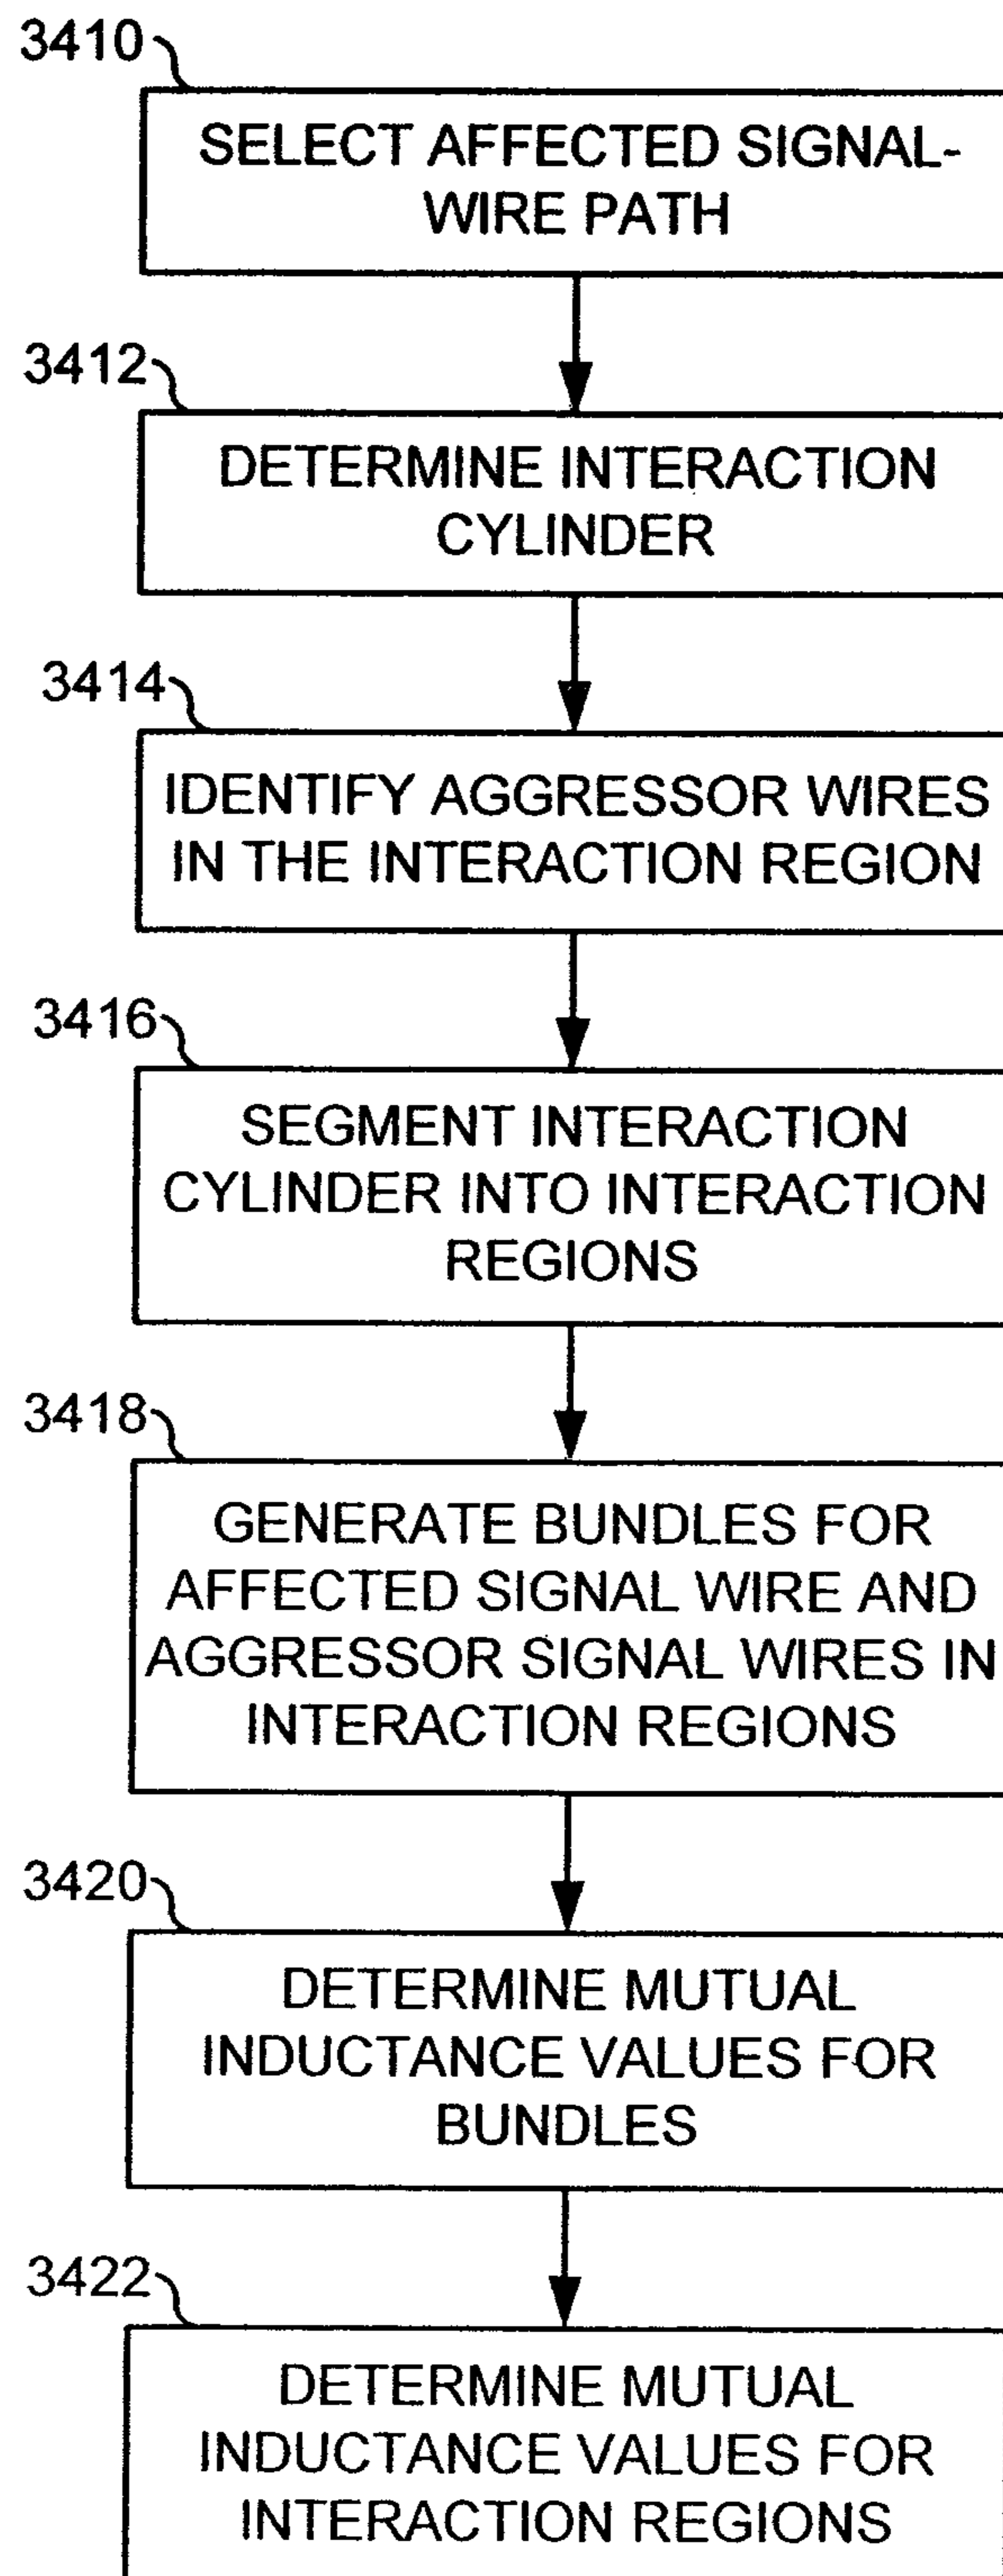 3410
SELECT AFFECTED SIGNAL-
WIRE PATH
3412
DETERMINE INTERACTION
CYLINDER
3414
IDENTIFY AGGRESSOR WIRES
IN THE INTERACTION REGION
3416
SEGMENT INTERACTION
CYLINDER INTO INTERACTION
REGIONS
3418
GENERATE BUNDLES FOR
AFFECTED SIGNAL WIRE AND
AGGRESSOR SIGNAL WIRES IN
INTERACTION REGIONS
3420
DETERMINE MUTUAL
INDUCTANCE VALUES FOR
BUNDLES
3422
DETERMINE MUTUAL
INDUCTANCE VALUES FOR
INTERACTION REGIONS